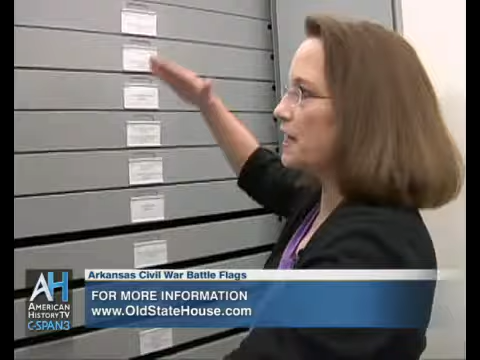 Arkansas Civil War Battle Flags
AH
AMERICAN
HISTORY TV
C-SPAN3
FOR MORE INFORMATION
www.OldStateHouse.com